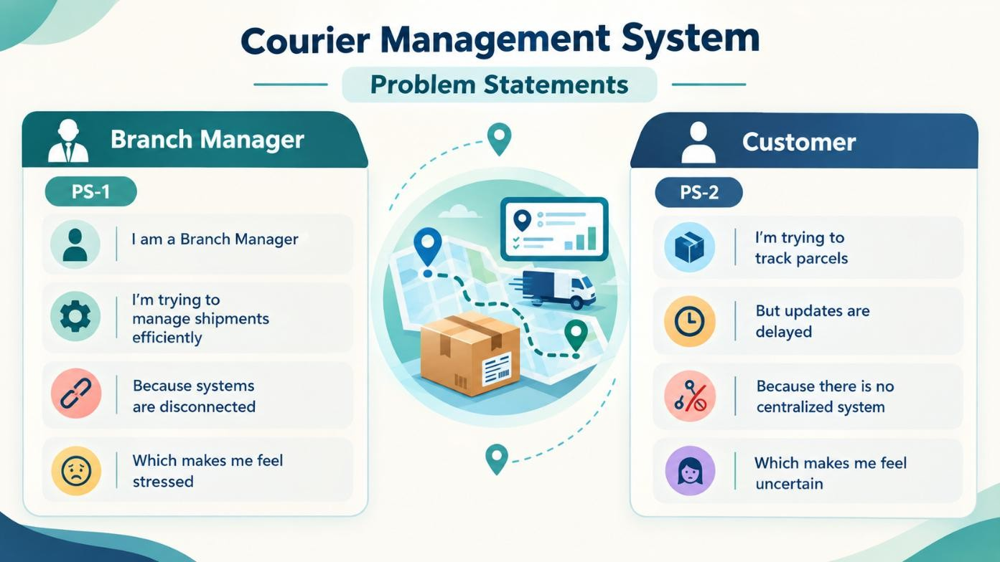 Courier Management System
Problem Statements
Branch Manager
PS-1
I am a Branch Manager
I'm trying to
manage shipments
efficiently
Because systems
are disconnected
Which makes me feel
stressed
Customer
PS-2
I'm trying to
track parcels
But updates are
delayed
Because there is no
centralized system
Which makes me feel
uncertain